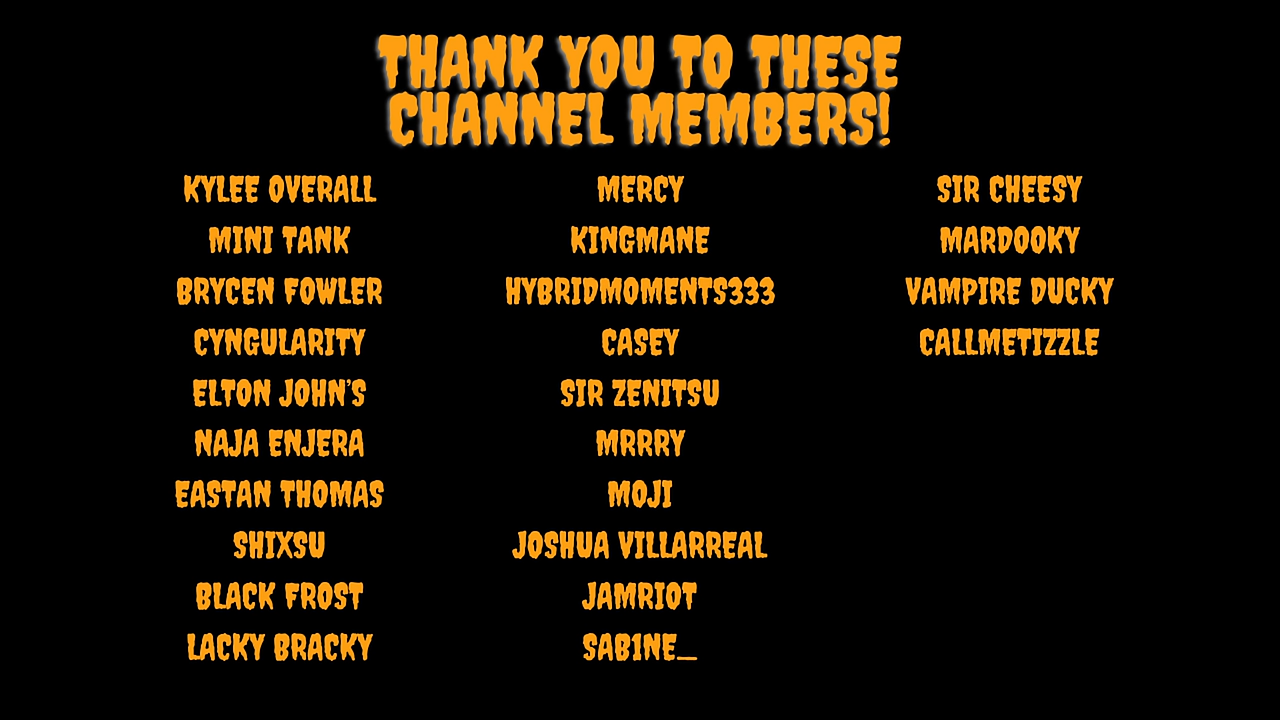 THANK YOU TO THESE
CHANNEL MEMBERS!
KYLEE OVERALL
MINI TANK
BRYCEN FOWLER
CYNGULARITY
ELTON JOHN'S
NAJA ENJERA
EASTAN THOMAS
SHIXSU
BLACK FROST
LACKY BRACKY
MERCY
KINGMANE
HYBRIDMOMENTS333
CASEY
SIR ZENITSU
MRRRY
MOJI
JOSHUA VILLARREAL
JAMRIOT
SAB1NE_
SIR CHEESY
MARDOOKY
VAMPIRE DUCKY
CALLMETIZZLE